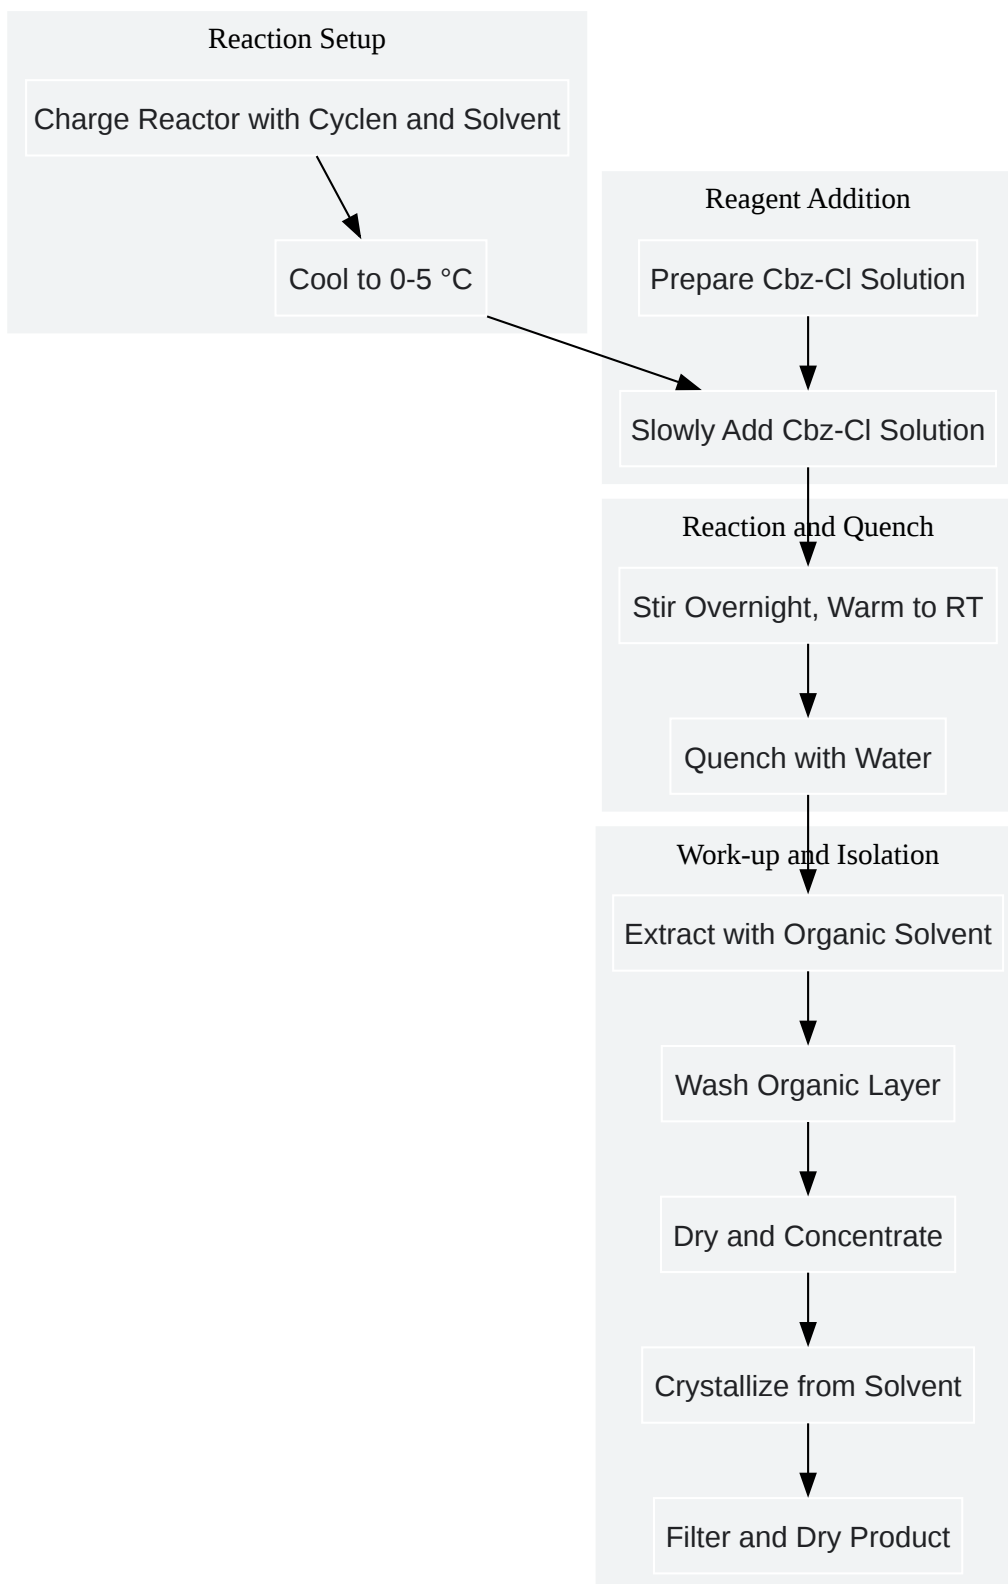 Reaction Setup
Charge Reactor with Cyclen and Solvent
Cool to 0-5 °C
Reagent Addition
Prepare Cbz-Cl Solution
Slowly Add Cbz-Cl Solution
Reaction and Quench
Stir Overnight, Warm to RT
Quench with Water
Work-up and Isolation
Extract with Organic Solvent
Wash Organic Layer
Dry and Concentrate
Crystallize from Solvent
Filter and Dry Product